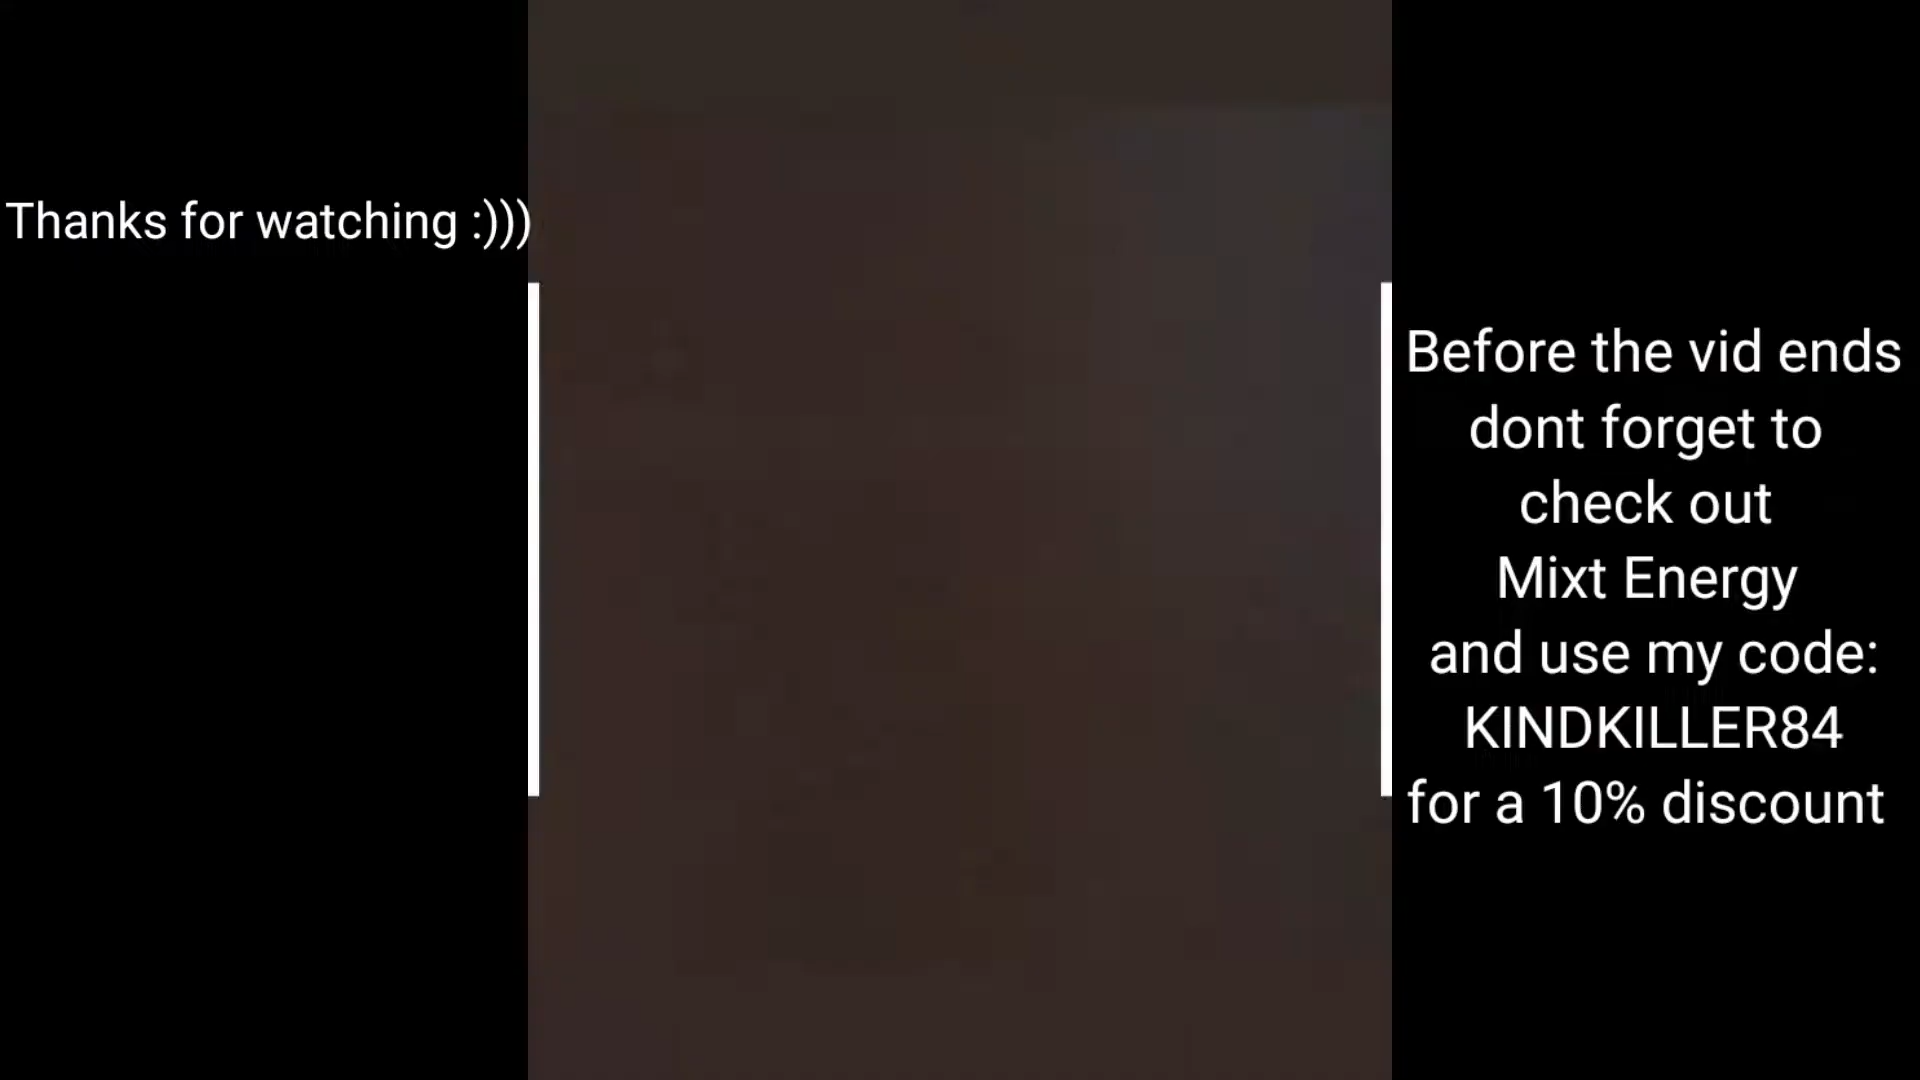 Thanks for watching :)))
Before the vid ends
dont forget to
check out
Mixt Energy
and use my code:
KINDKILLER84
for a 10% discount